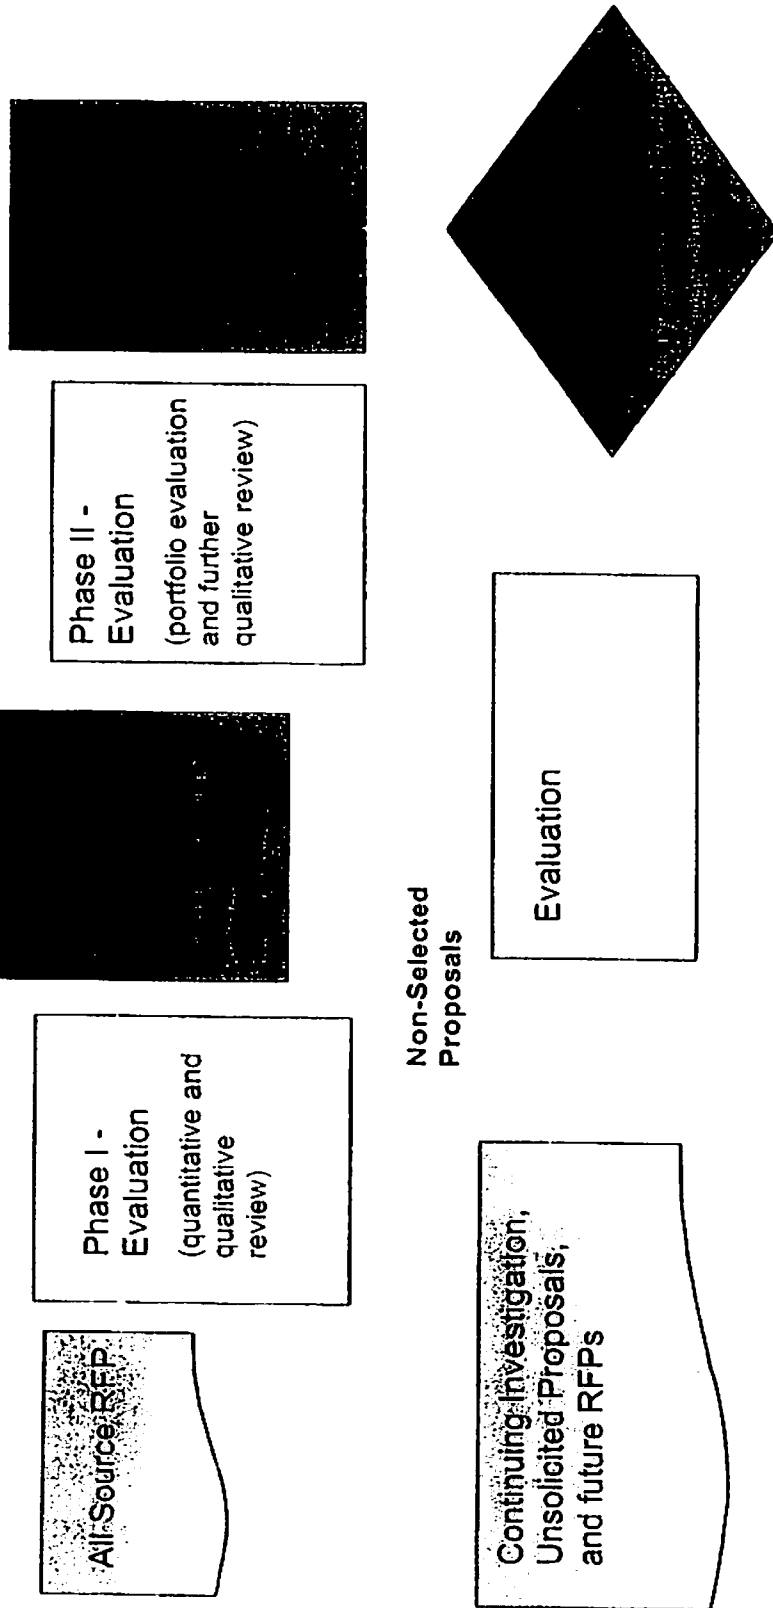 All Source RFP
Phase I -
Evaluation
(quantitative and
qualitative
review)
Phase II -
Evaluation
(portfolio evaluation
and further
qualitative review)
Non-Selected
Proposals
Continuing Investigation,
Unsolicited Proposals,
and future RFPs
Evaluation